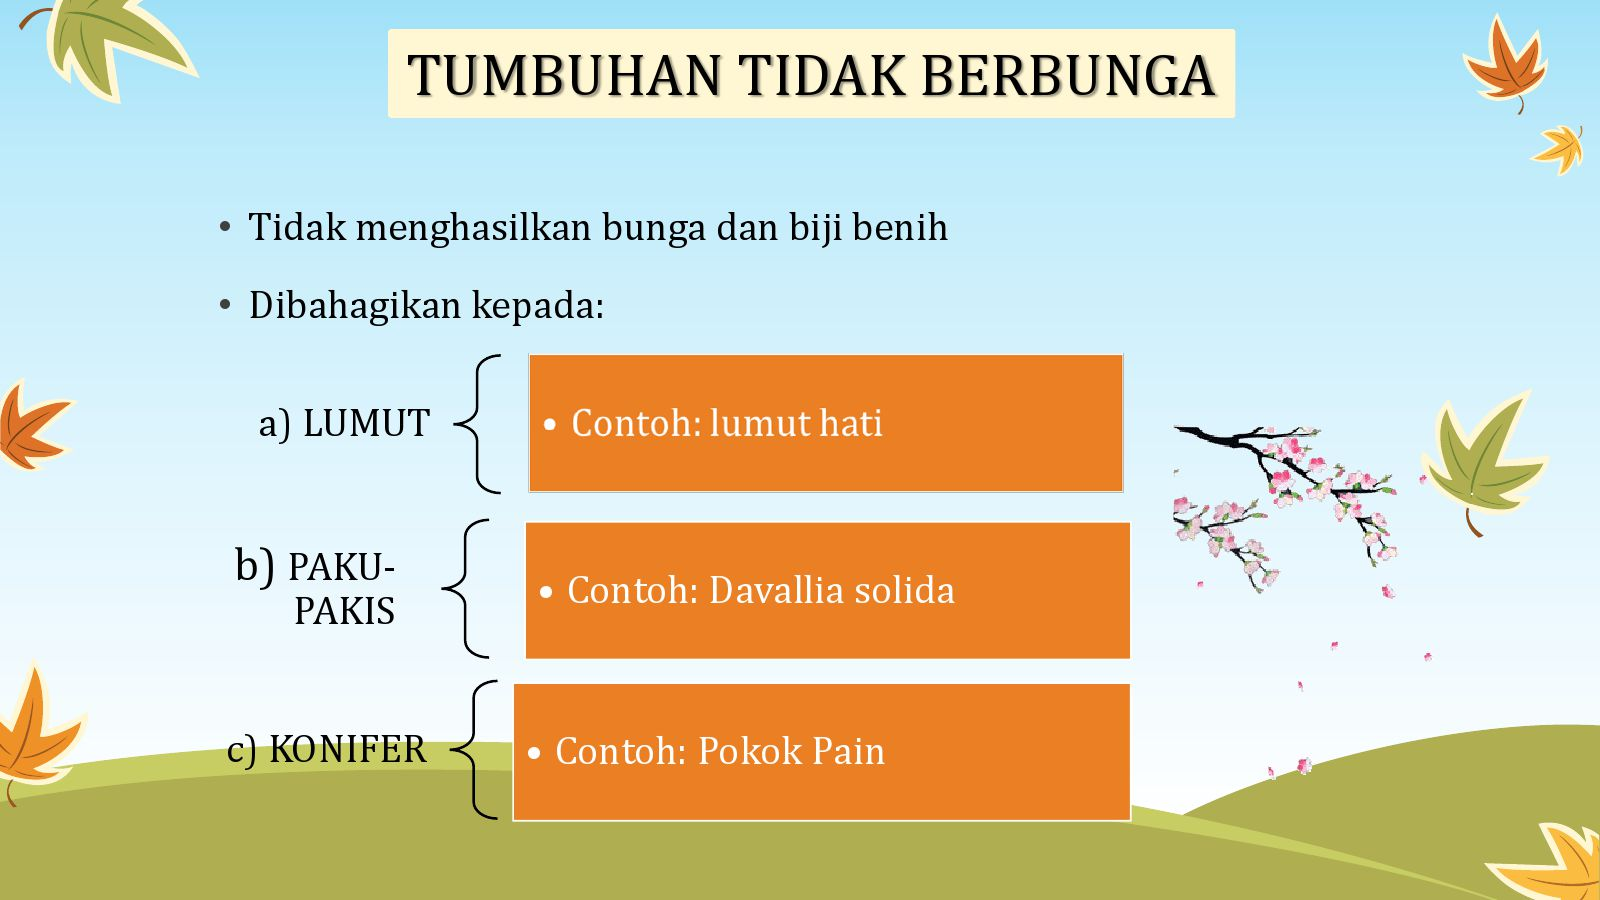 TUMBUHAN TIDAK BERBUNGA
• Tidak menghasilkan bunga dan biji benih
• Dibahagikan kepada:
a) LUMUT
• Contoh: lumut hati
b) PAKU-
PAKIS
• Contoh: Davallia solida
c) KONIFER
• Contoh: Pokok Pain